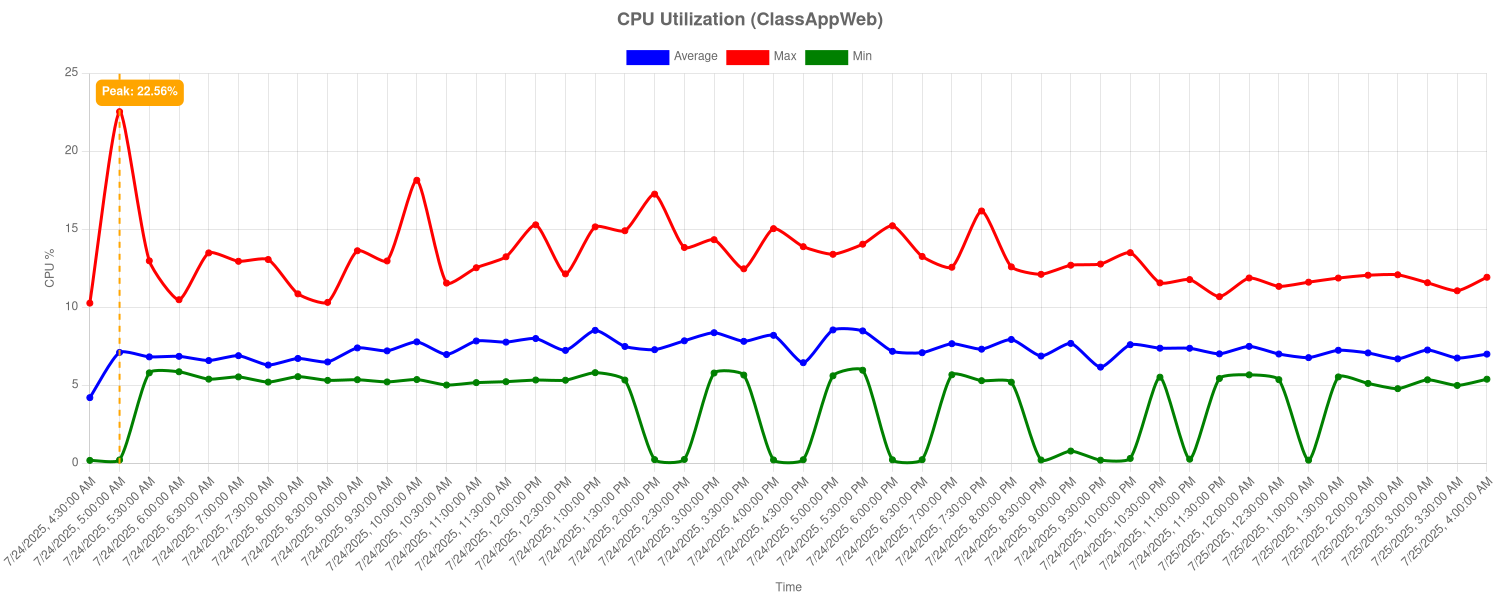 CPU Utilization (ClassAppWeb)
Average Max Min
25
Peak: 22.56%
20
15
CPU %
10
5
0
7/24/2025, 4:30:00 AM
7/24/2025, 5:00:00 AM
7/24/2025, 5:30:00 AM
7/24/2025, 6:00:00 AM
7/24/2025, 6:30:00 AM
7/24/2025, 7:00:00 AM
7/24/2025, 7:30:00 AM
7/24/2025, 8:00:00 AM
7/24/2025, 8:30:00 AM
7/24/2025, 9:00:00 AM
7/24/2025, 9:30:00 AM
7/24/2025, 10:00:00 AM
7/24/2025, 10:30:00 AM
7/24/2025, 11:00:00 AM
7/24/2025, 11:30:00 AM
7/24/2025, 12:00:00 PM
7/24/2025, 12:30:00 PM
7/24/2025, 1:00:00 PM
7/24/2025, 1:30:00 PM
7/24/2025, 2:00:00 PM
7/24/2025, 2:30:00 PM
7/24/2025, 3:00:00 PM
7/24/2025, 3:30:00 PM
7/24/2025, 4:00:00 PM
7/24/2025, 4:30:00 PM
7/24/2025, 5:00:00 PM
7/24/2025, 5:30:00 PM
7/24/2025, 6:00:00 PM
7/24/2025, 6:30:00 PM
7/24/2025, 7:00:00 PM
7/24/2025, 7:30:00 PM
7/24/2025, 8:00:00 PM
7/24/2025, 8:30:00 PM
7/24/2025, 9:00:00 PM
7/24/2025, 9:30:00 PM
7/24/2025, 10:00:00 PM
7/24/2025, 10:30:00 PM
7/24/2025, 11:00:00 PM
7/24/2025, 11:30:00 PM
7/25/2025, 12:00:00 AM
7/25/2025, 12:30:00 AM
7/25/2025, 1:00:00 AM
7/25/2025, 1:30:00 AM
7/25/2025, 2:00:00 AM
7/25/2025, 2:30:00 AM
7/25/2025, 3:00:00 AM
7/25/2025, 3:30:00 AM
7/25/2025, 4:00:00 AM
Time